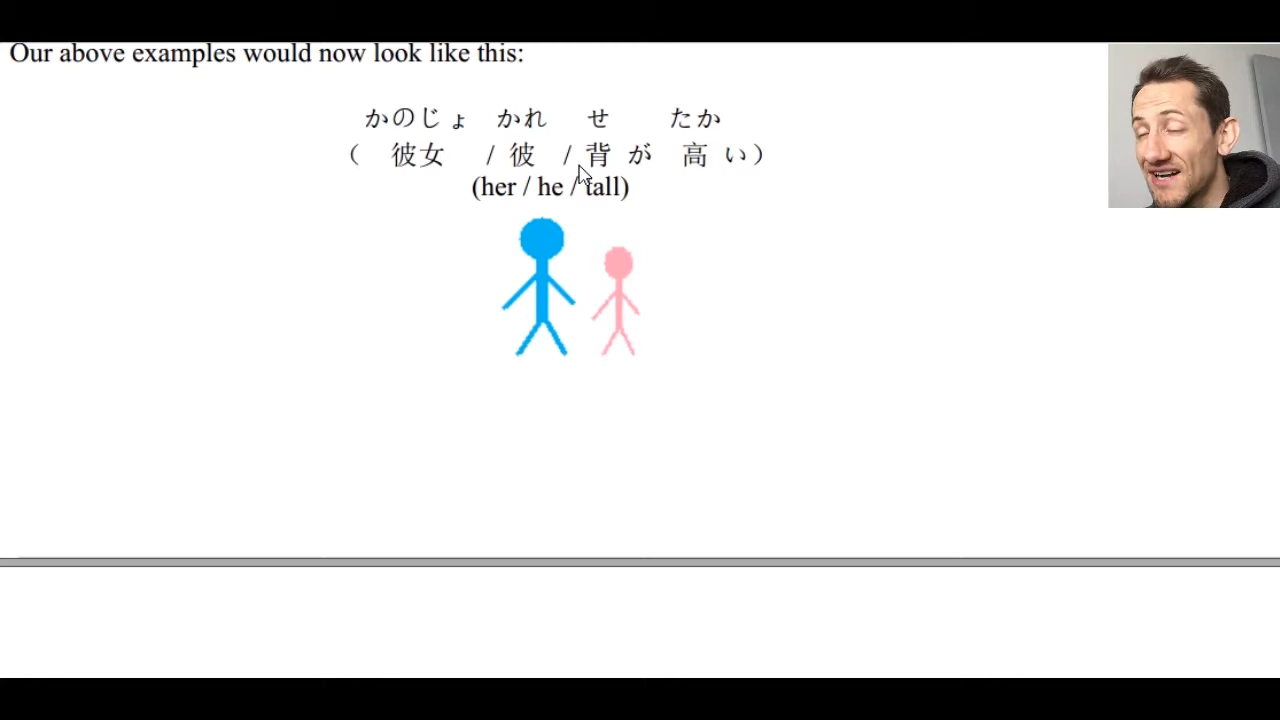 Our above examples would now look like this:
かのじょ かれ せ たか
( 彼女 / 彼 / 背 が 高 い)
(her / he / tall)